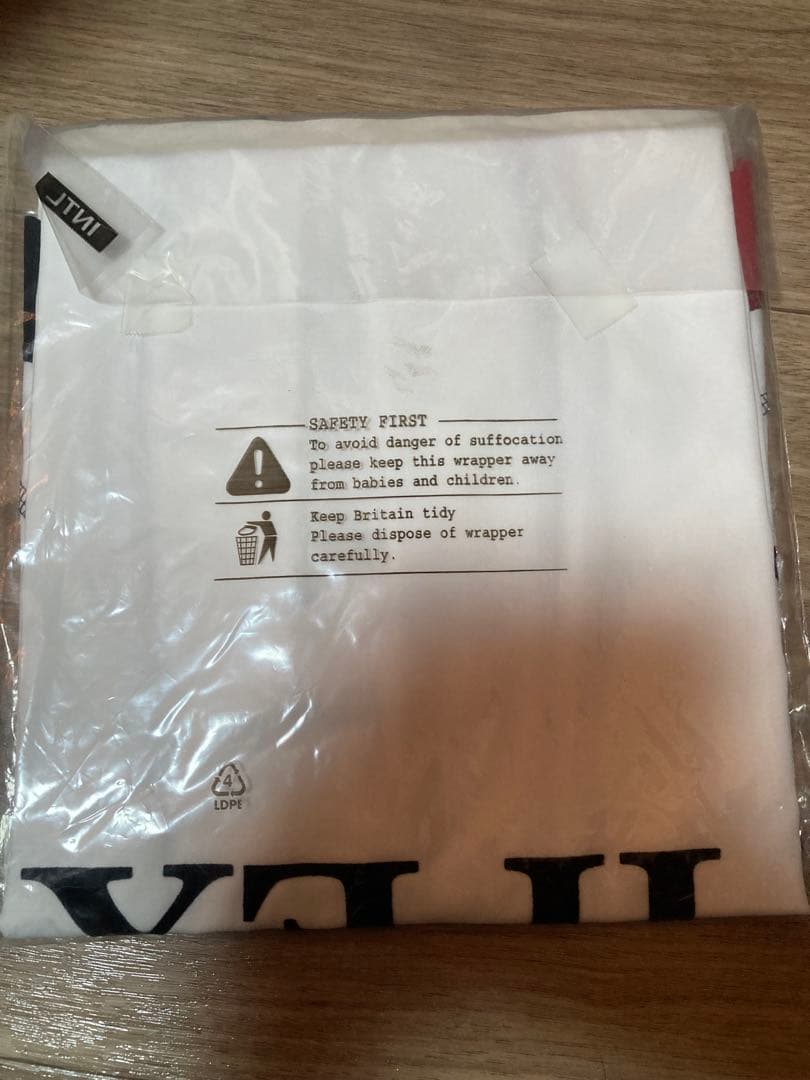 INTL
SAFETY FIRST
To avoid danger of suffocation
please keep this wrapper away
from babies and children.
Keep Britain tidy
Please dispose of wrapper
carefully.
4
LDPE